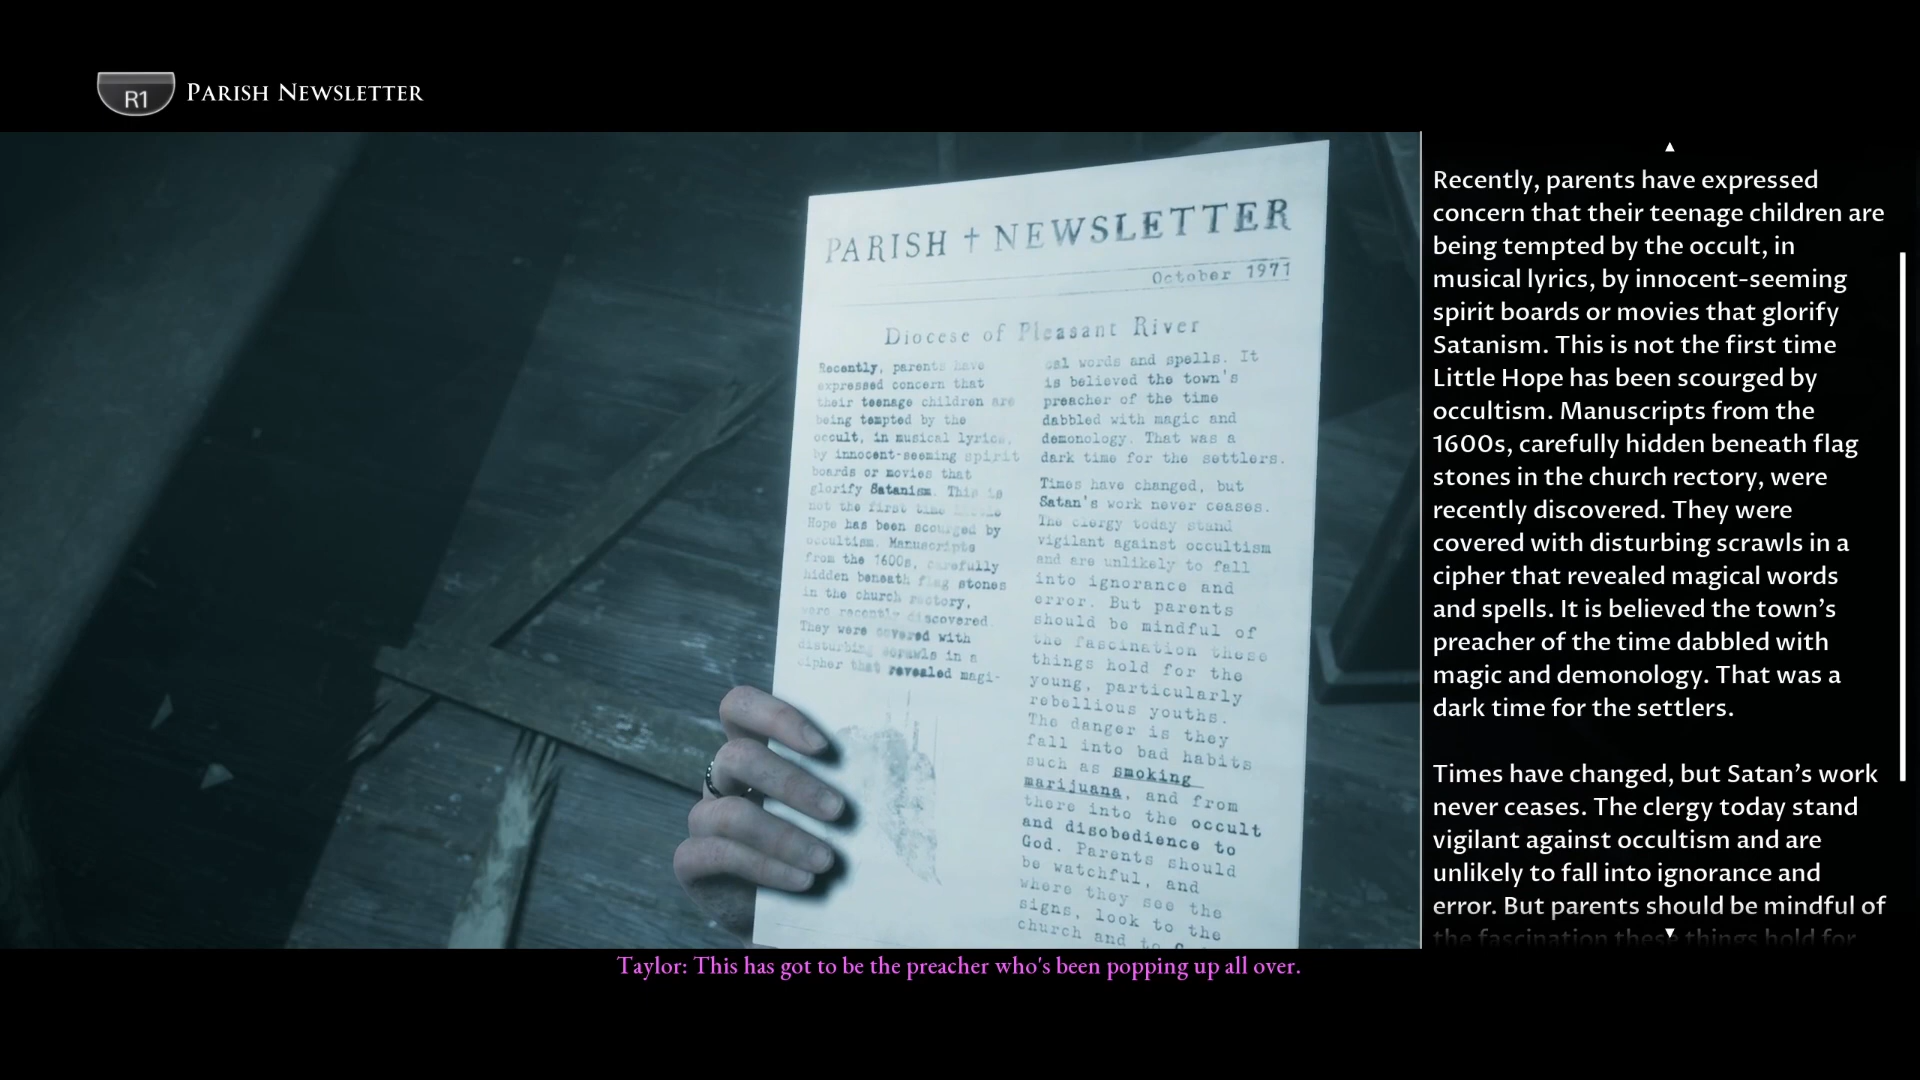 R1 Parish Newsletter
PARISH † NEWSLETTER
October 1971
Diocese of Pleasant River
Recently, parents have
expressed concern that
their teenage children are
being tempted by the
occult, in musical lyrics,
by innocent-seeming spirit
boards or movies that
glorify Satanism. This is
not the first time Little
Hope has been scourged by
occultism. Manuscripts
from the 1600s, carefully
hidden beneath flag stones
in the church rectory,
were recently discovered.
They were covered with
disturbing scrawls in a
cipher that revealed magi-
cal words and spells. It
is believed the town's
preacher of the time
dabbled with magic and
demonology. That was a
dark time for the settlers.
Times have changed, but
Satan's work never ceases.
The clergy today stand
vigilant against occultism
and are unlikely to fall
into ignorance and
error. But parents
should be mindful of
the fascination these
things hold for the
young, particularly
rebellious youths.
The danger is they
fall into bad habits
such as smoking
marijuana, and from
there into the occult
and disobedience to
God. Parents should
be watchful, and
where they see the
signs, look to the
church and to
Recently, parents have expressed
concern that their teenage children are
being tempted by the occult, in
musical lyrics, by innocent-seeming
spirit boards or movies that glorify
Satanism. This is not the first time
Little Hope has been scourged by
occultism. Manuscripts from the
1600s, carefully hidden beneath flag
stones in the church rectory, were
recently discovered. They were
covered with disturbing scrawls in a
cipher that revealed magical words
and spells. It is believed the town's
preacher of the time dabbled with
magic and demonology. That was a
dark time for the settlers.
Times have changed, but Satan's work
never ceases. The clergy today stand
vigilant against occultism and are
unlikely to fall into ignorance and
error. But parents should be mindful of
the fascination these things hold for
Taylor: This has got to be the preacher who's been popping up all over.